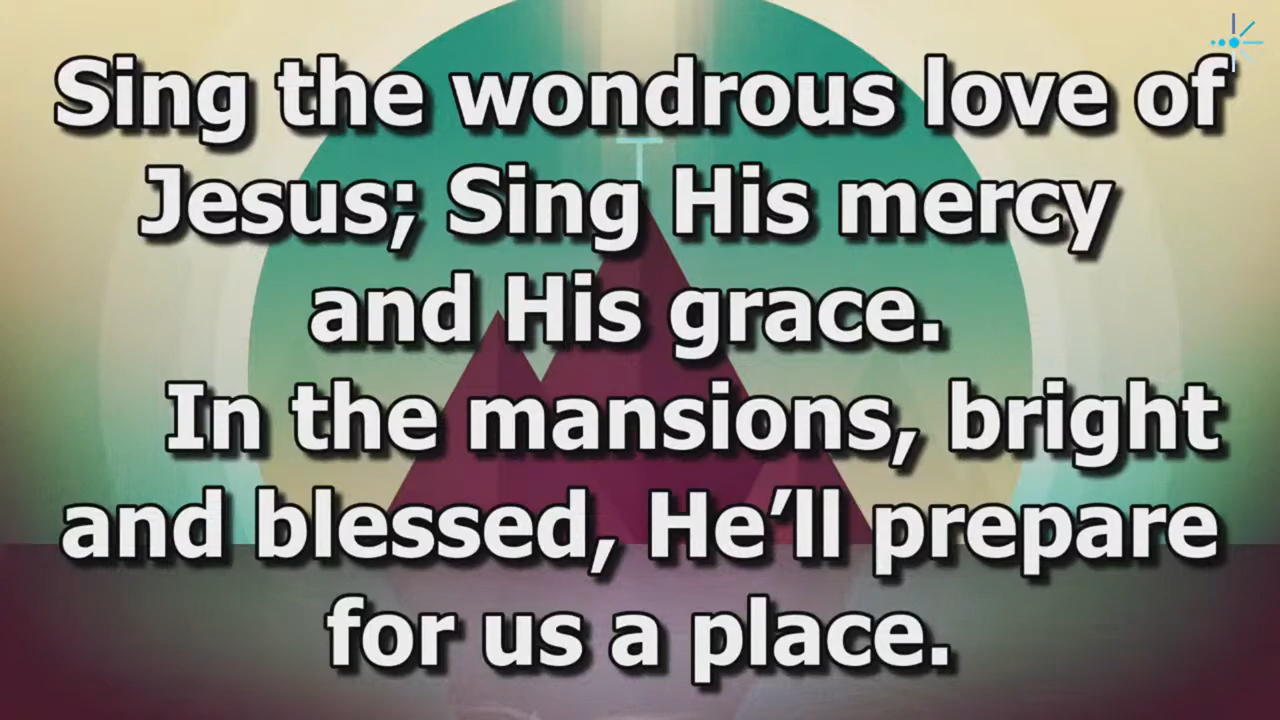 Sing the wondrous love of
Jesus; Sing His mercy
and His grace.
In the mansions, bright
and blessed, He’ll prepare
for us a place.